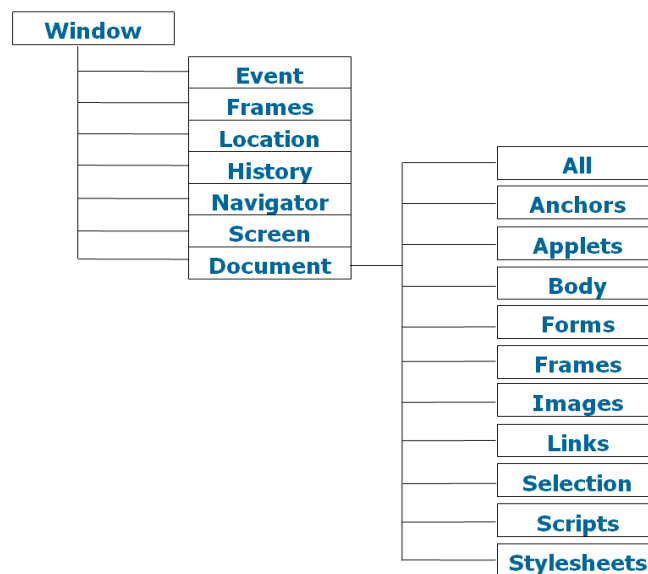 Window
Event
Frames
Location
History
Navigator
Screen
Document
All
Anchors
Applets
Body
Forms
Frames
Images
Links
Selection
Scripts
Stylesheets